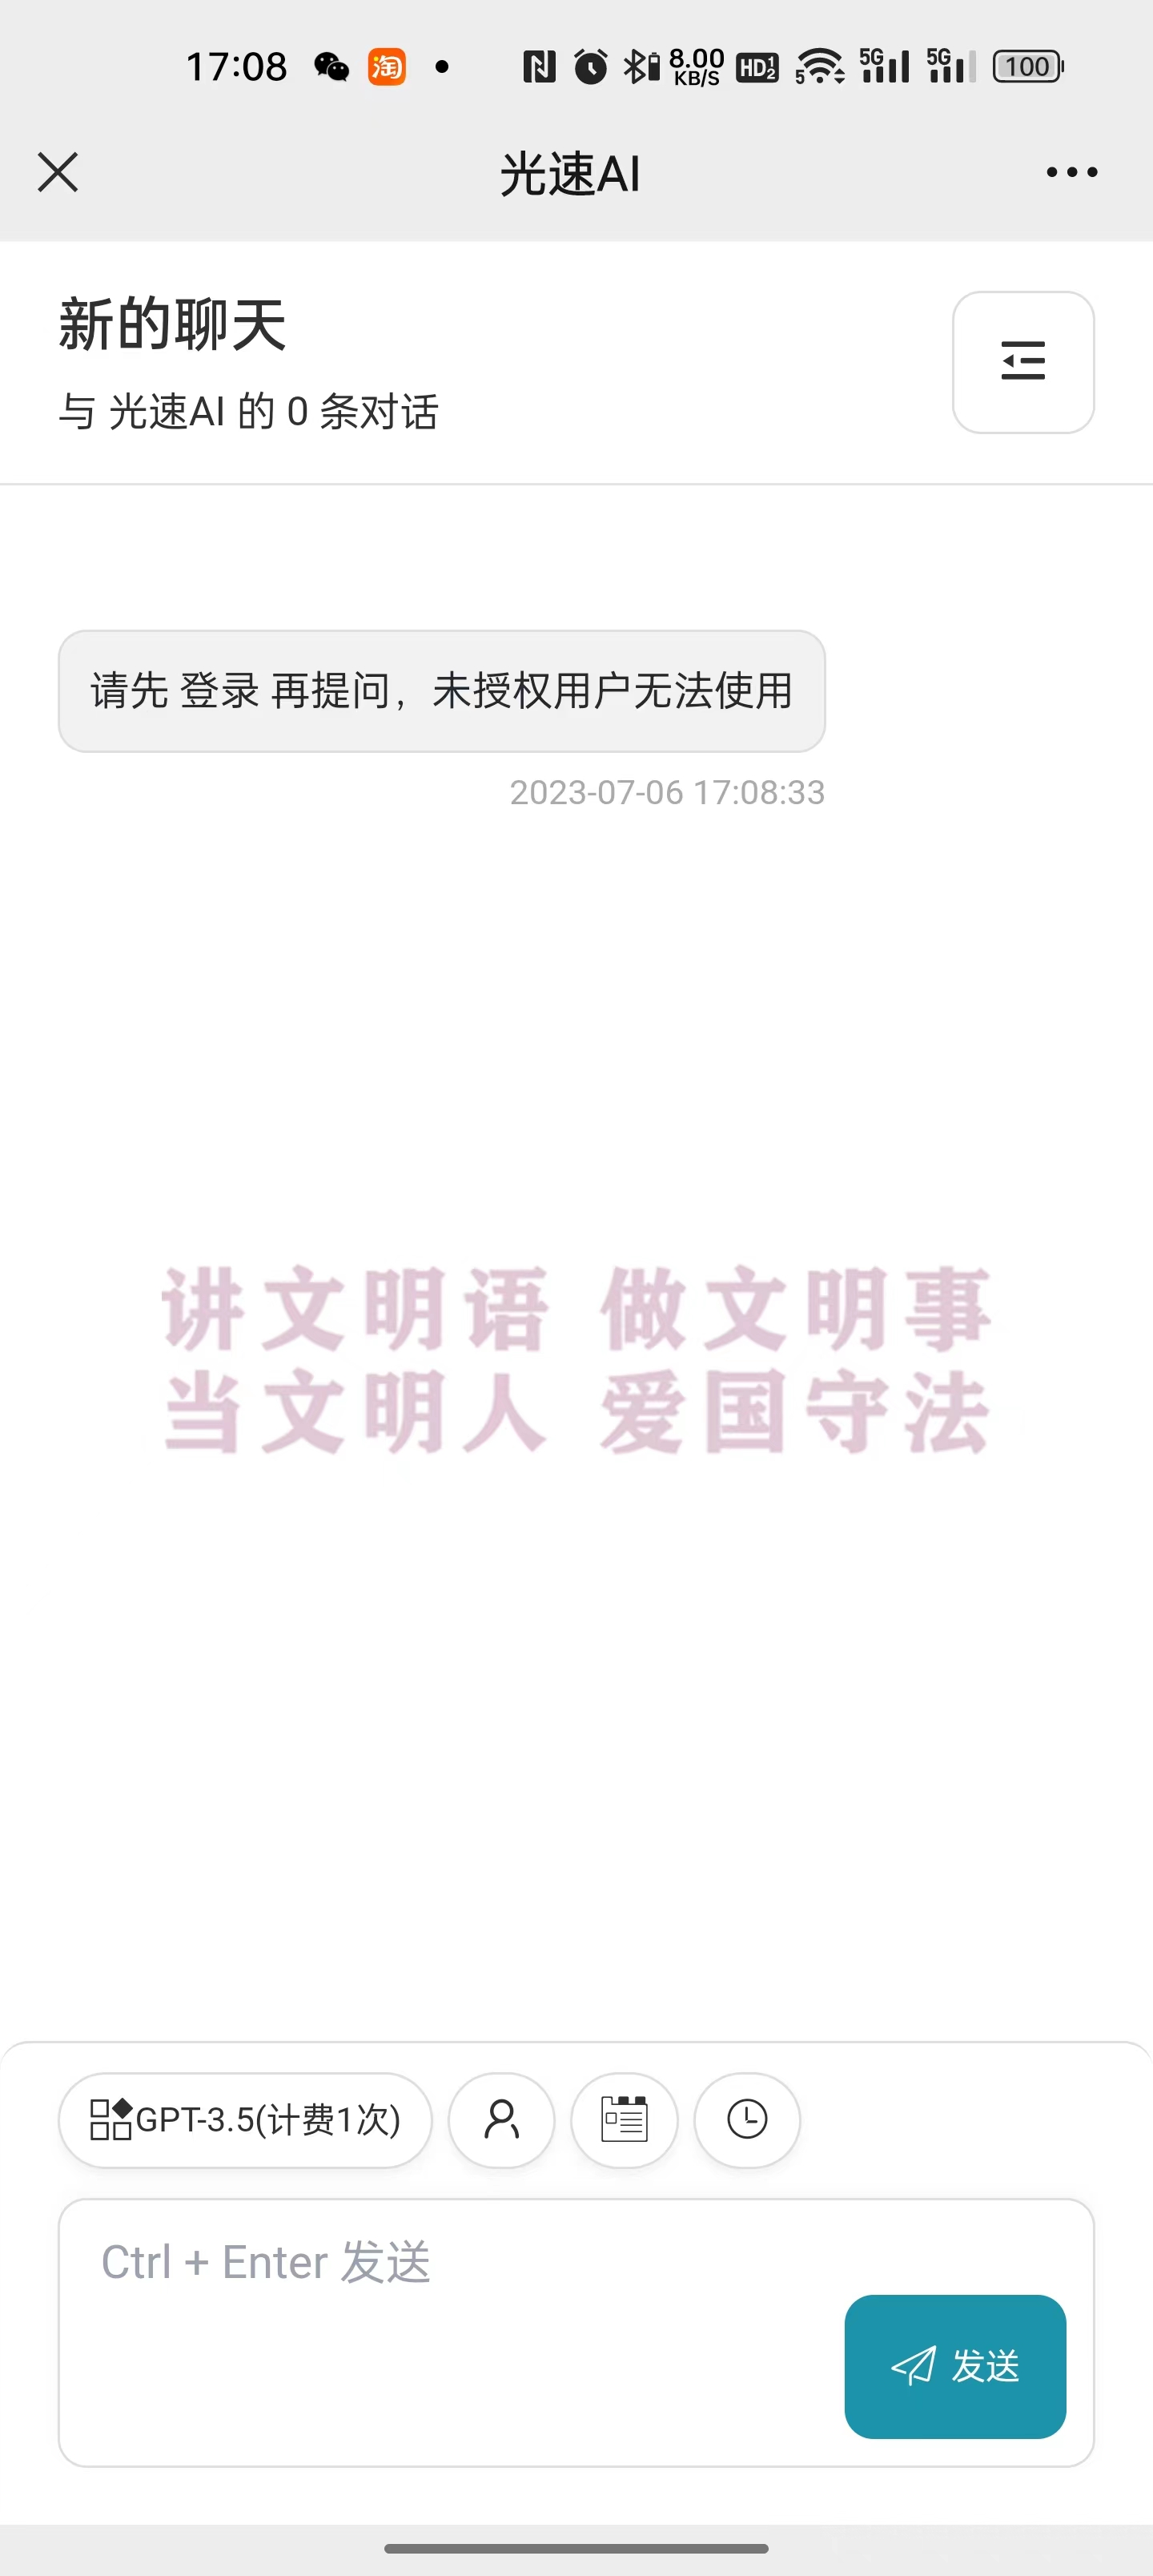 17:08 淘 8.00 KB/S HD 1 2 5 5G 5G 100
光速AI
新的聊天
与 光速AI 的 0 条对话
请先 登录 再提问，未授权用户无法使用
2023-07-06 17:08:33
讲文明语 做文明事
当文明人 爱国守法
GPT-3.5(计费1次)
Ctrl + Enter 发送
发送